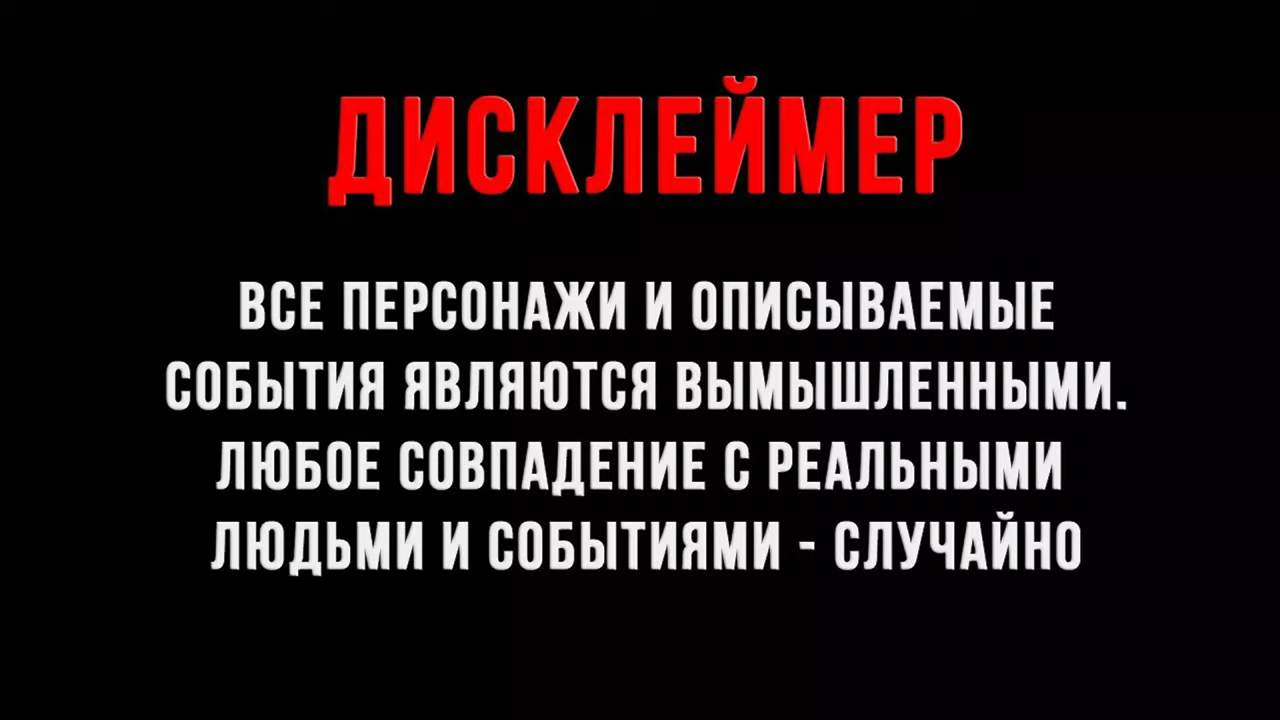 ДИСКЛЕЙМЕР
ВСЕ ПЕРСОНАЖИ И ОПИСЫВАЕМЫЕ
СОБЫТИЯ ЯВЛЯЮТСЯ ВЫМЫШЛЕННЫМИ.
ЛЮБОЕ СОВПАДЕНИЕ С РЕАЛЬНЫМИ
ЛЮДЬМИ И СОБЫТИЯМИ - СЛУЧАЙНО